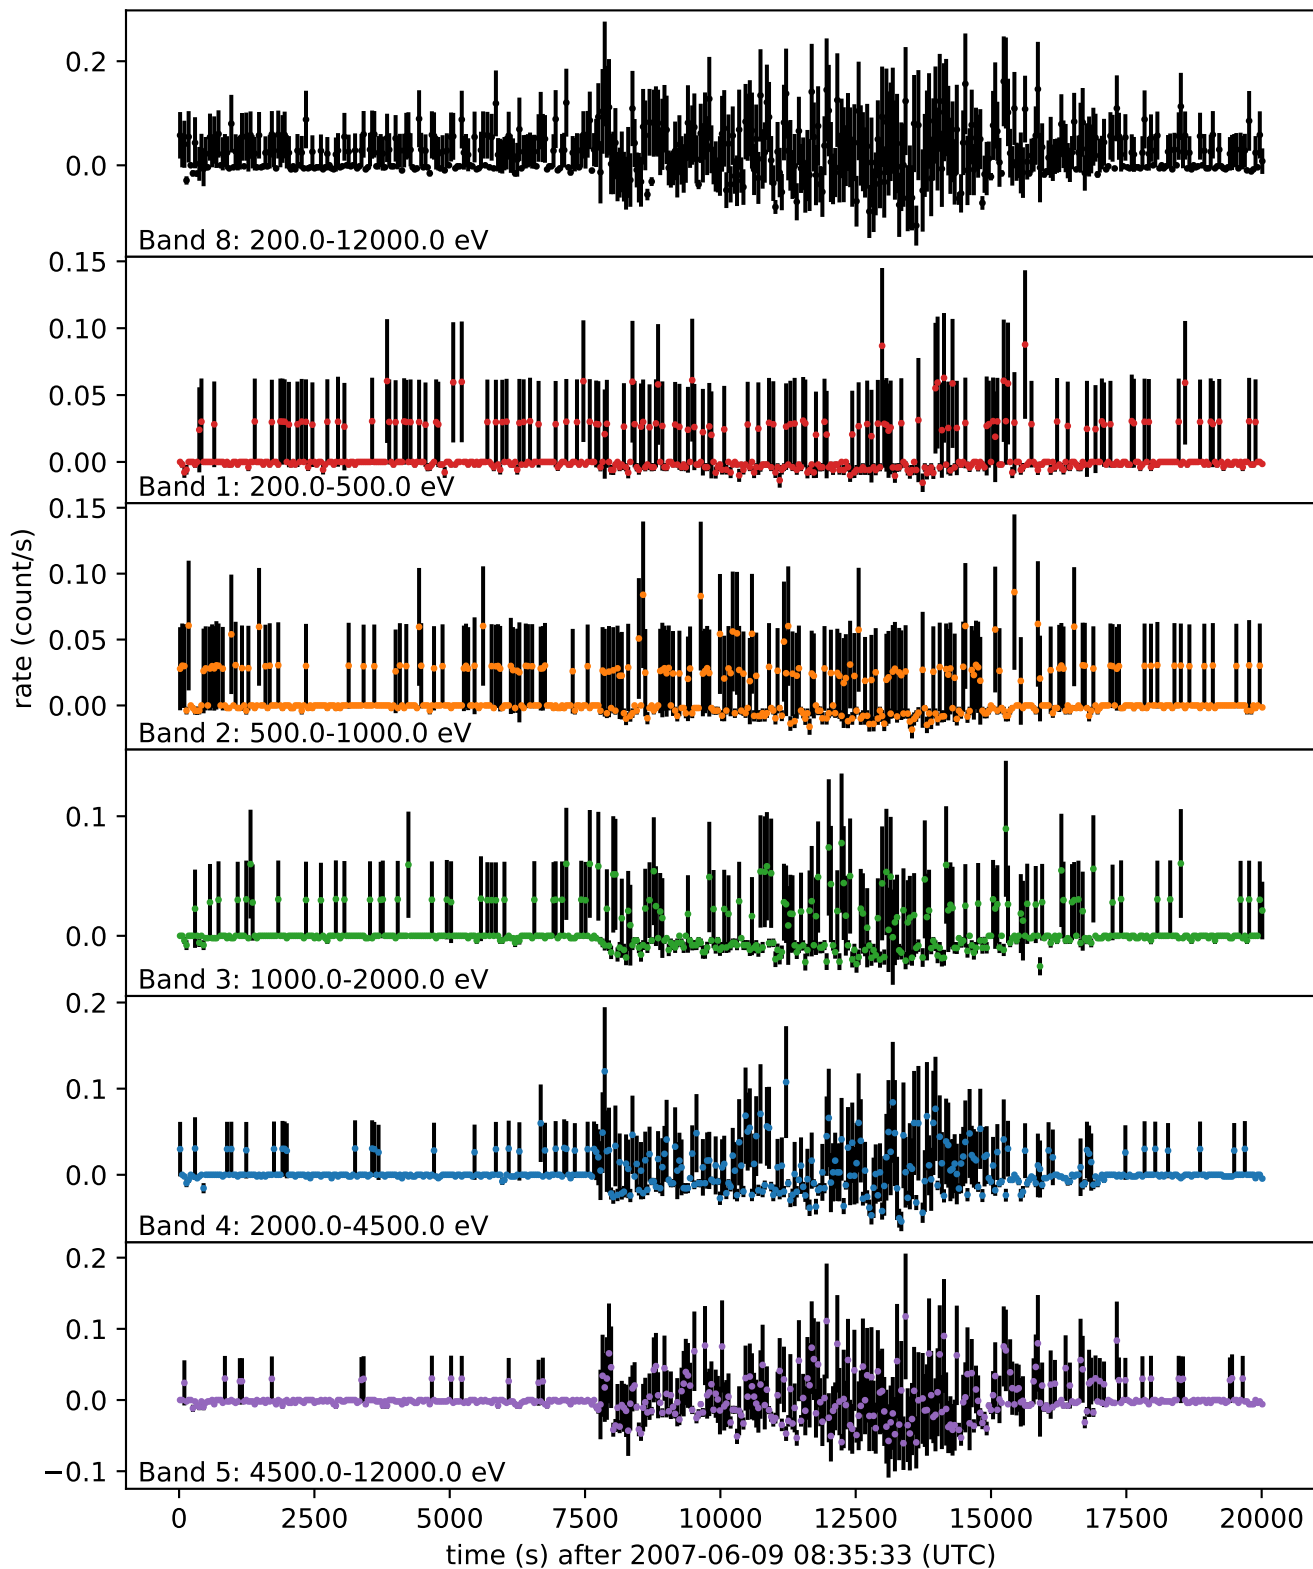 0.2
0.0
Band 8: 200.0-12000.0 eV
0.15
0.10
0.05
0.00
Band 1: 200.0-500.0 eV
0.15
0.10
0.05
0.00
Band 2: 500.0-1000.0 eV
rate (count/s)
0.1
0.0
Band 3: 1000.0-2000.0 eV
0.2
0.1
0.0
Band 4: 2000.0-4500.0 eV
0.2
0.1
0.0
−0.1
Band 5: 4500.0-12000.0 eV
0 2500 5000 7500 10000 12500 15000 17500 20000
time (s) after 2007-06-09 08:35:33 (UTC)